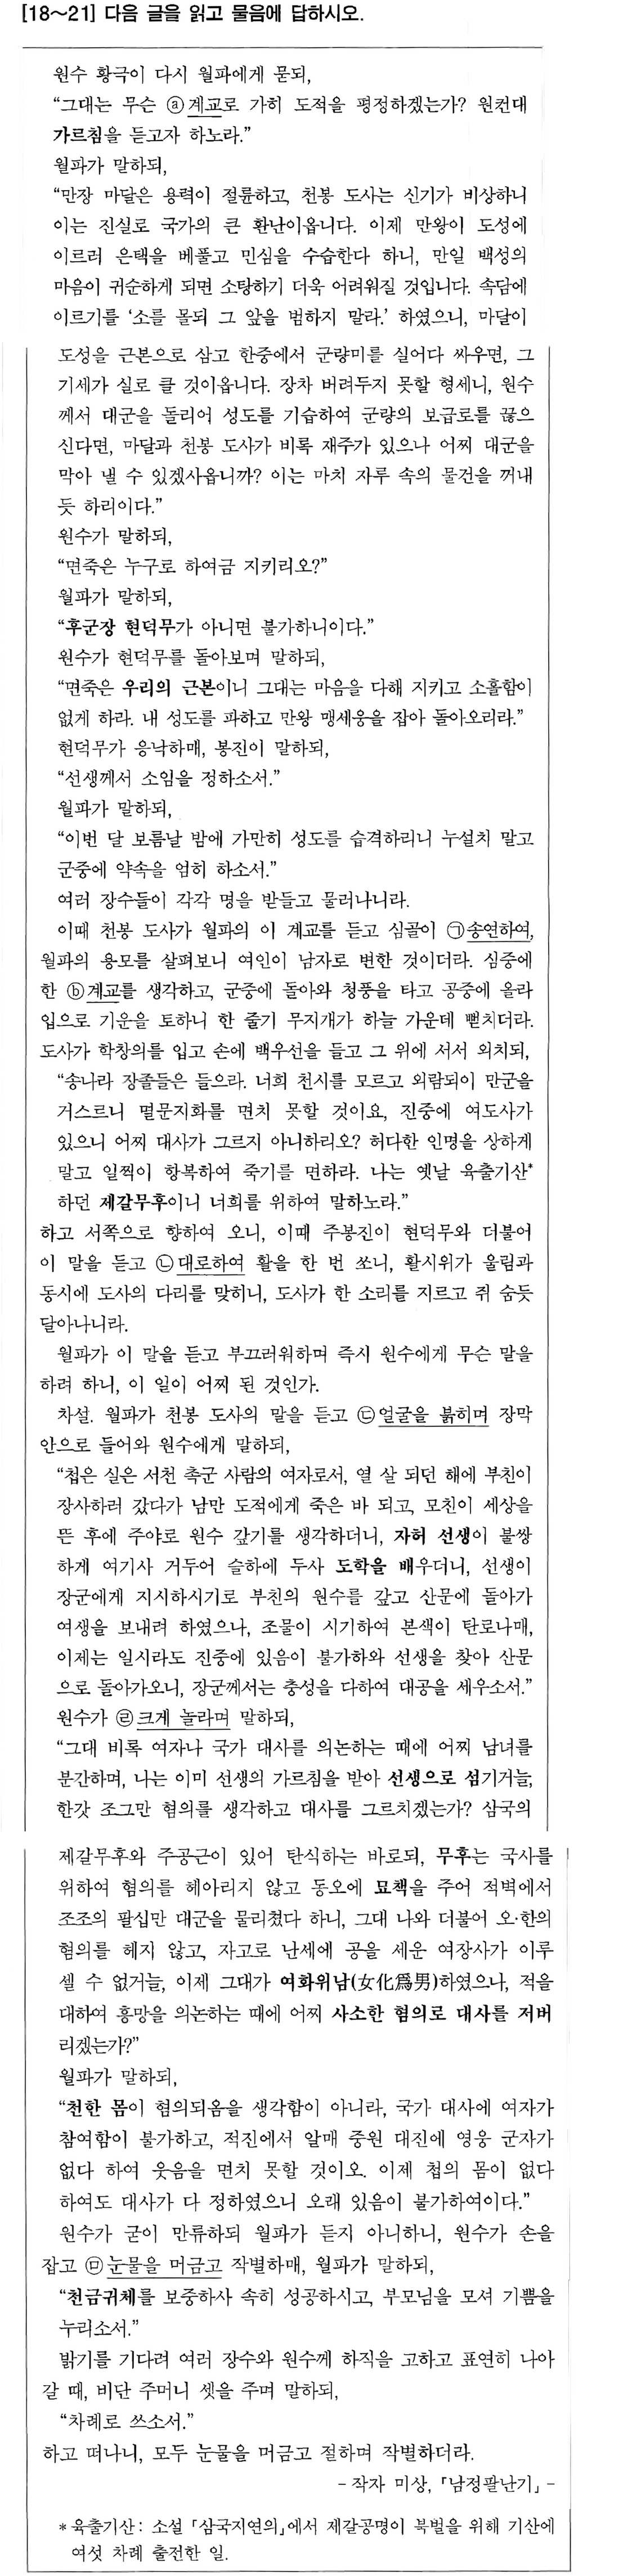 [18~21] 다음 글을 읽고 물음에 답하시오.
원수 황극이 다시 월파에게 묻되,
“그대는 무슨 ⓐ계교로 가히 도적을 평정하겠는가? 원컨대
가르침을 듣고자 하노라.”
월파가 말하되,
“만장 마달은 용력이 절륜하고, 천봉 도사는 신기가 비상하니
이는 진실로 국가의 큰 환난이옵니다. 이제 만왕이 도성에
이르러 은택을 베풀고 민심을 수습한다 하니, 만일 백성의
마음이 귀순하게 되면 소탕하기 더욱 어려워질 것입니다. 속담에
이르기를 ‘소를 몰되 그 앞을 범하지 말라.’ 하였으니, 마달이
도성을 근본으로 삼고 한중에서 군량미를 실어다 싸우면, 그
기세가 실로 클 것이옵니다. 장차 버려두지 못할 형세니, 원수
께서 대군을 돌리어 성도를 기습하여 군량의 보급로를 끊으
신다면, 마달과 천봉 도사가 비록 재주가 있으나 어찌 대군을
막아 낼 수 있겠사옵니까? 이는 마치 자루 속의 물건을 꺼내
듯 하리이다.”
원수가 말하되,
“면죽은 누구로 하여금 지키리오?”
월파가 말하되,
“후군장 현덕무가 아니면 불가하니이다.”
원수가 현덕무를 돌아보며 말하되,
“면죽은 우리의 근본이니 그대는 마음을 다해 지키고 소홀함이
없게 하라. 내 성도를 파하고 만왕 맹세웅을 잡아 돌아오리라.”
현덕무가 응낙하매, 봉진이 말하되,
“선생께서 소임을 정하소서.”
월파가 말하되,
“이번 달 보름날 밤에 가만히 성도를 습격하리니 누설치 말고
군중에 약속을 엄히 하소서.”
여러 장수들이 각각 명을 받들고 물러나니라.
이때 천봉 도사가 월파의 이 계교를 듣고 심골이 ㉠송연하여,
월파의 용모를 살펴보니 여인이 남자로 변한 것이더라. 심중에
한 ⓑ계교를 생각하고, 군중에 돌아와 청풍을 타고 공중에 올라
입으로 기운을 토하니 한 줄기 무지개가 하늘 가운데 뻗치더라.
도사가 학창의를 입고 손에 백우선을 들고 그 위에 서서 외치되,
“송나라 장졸들은 들으라. 너희 천시를 모르고 외람되이 만군을
거스르니 멸문지화를 면치 못할 것이요, 진중에 여도사가
있으니 어찌 대사가 그르지 아니하리오? 허다한 인명을 상하게
말고 일찍이 항복하여 죽기를 면하라. 나는 옛날 육출기산*
하던 제갈무후이니 너희를 위하여 말하노라.”
하고 서쪽으로 향하여 오니, 이때 주봉진이 현덕무와 더불어
이 말을 듣고 ㉡대로하여 활을 한 번 쏘니, 활시위가 울림과
동시에 도사의 다리를 맞히니, 도사가 한 소리를 지르고 쥐 숨듯
달아나니라.
월파가 이 말을 듣고 부끄러워하며 즉시 원수에게 무슨 말을
하려 하니, 이 일이 어찌 된 것인가.
차설. 월파가 천봉 도사의 말을 듣고 ㉢얼굴을 붉히며 장막
안으로 들어와 원수에게 말하되,
“첩은 실은 서천 촉군 사람의 여자로서, 열 살 되던 해에 부친이
장사하러 갔다가 남만 도적에게 죽은 바 되고, 모친이 세상을
뜬 후에 주야로 원수 갚기를 생각하더니, 자허 선생이 불쌍
하게 여기사 거두어 슬하에 두사 도학을 배우더니, 선생이
장군에게 지시하시기로 부친의 원수를 갚고 산문에 돌아가
여생을 보내려 하였으나, 조물이 시기하여 본색이 탄로나매,
이제는 일시라도 진중에 있음이 불가하와 선생을 찾아 산문
으로 돌아가오니, 장군께서는 충성을 다하여 대공을 세우소서.”
원수가 ㉣크게 놀라며 말하되,
“그대 비록 여자나 국가 대사를 의논하는 때에 어찌 남녀를
분간하며, 나는 이미 선생의 가르침을 받아 선생으로 섬기거늘,
한갓 조그만 혐의를 생각하고 대사를 그르치겠는가? 삼국의
제갈무후와 주공근이 있어 탄식하는 바로되, 무후는 국사를
위하여 혐의를 헤아리지 않고 동오에 묘책을 주어 적벽에서
조조의 팔십만 대군을 물리쳤다 하니, 그대 나와 더불어 오·한의
혐의를 헤지 않고, 자고로 난세에 공을 세운 여장사가 이루
셀 수 없거늘, 이제 그대가 여화위남(女化爲男)하였으나, 적을
대하여 흥망을 의논하는 때에 어찌 사소한 혐의로 대사를 저버
리겠는가?”
월파가 말하되,
“천한 몸이 혐의되옴을 생각함이 아니라, 국가 대사에 여자가
참여함이 불가하고, 적진에서 알매 중원 대진에 영웅 군자가
없다 하여 웃음을 면치 못할 것이오. 이제 첩의 몸이 없다
하여도 대사가 다 정하였으니 오래 있음이 불가하여이다.”
원수가 굳이 만류하되 월파가 듣지 아니하니, 원수가 손을
잡고 ㉤눈물을 머금고 작별하매, 월파가 말하되,
“천금귀체를 보중하사 속히 성공하시고, 부모님을 모셔 기쁨을
누리소서.”
밝기를 기다려 여러 장수와 원수께 하직을 고하고 표연히 나아
갈 때, 비단 주머니 셋을 주며 말하되,
“차례로 쓰소서.”
하고 떠나니, 모두 눈물을 머금고 절하며 작별하더라.
- 작자 미상, 「남정팔난기」 -
* 육출기산: 소설 「삼국지연의」에서 제갈공명이 북벌을 위해 기산에
여섯 차례 출전한 일.